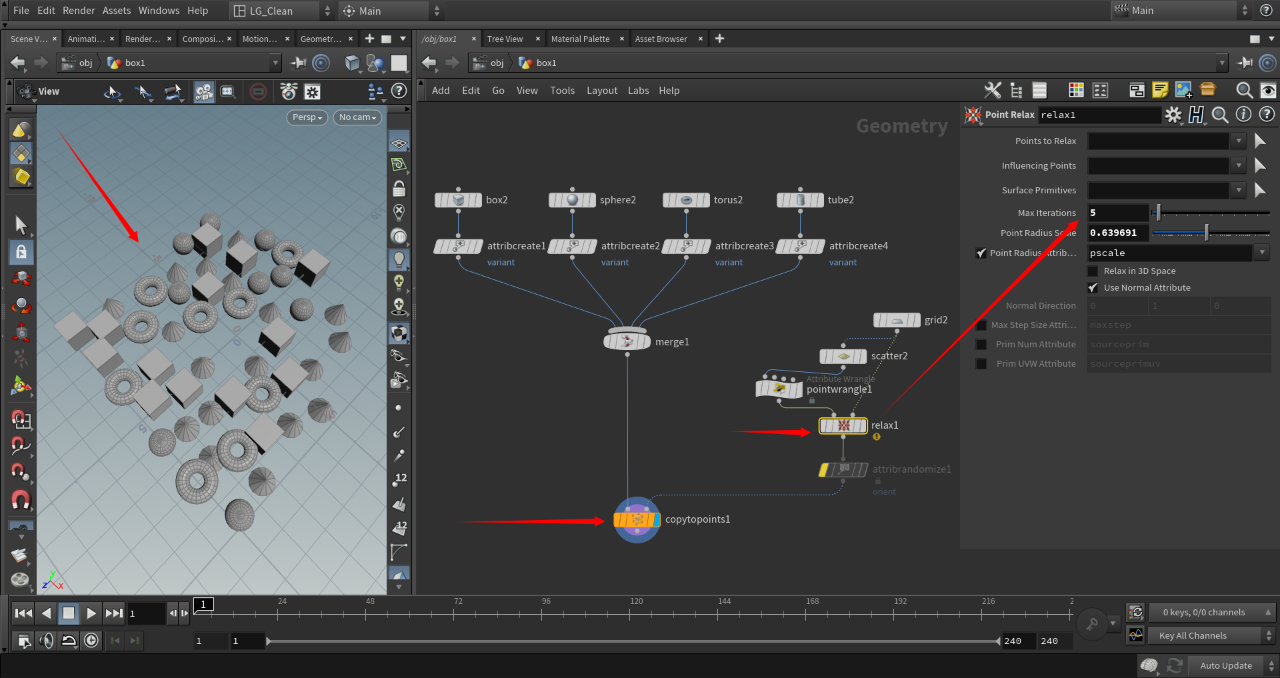 File Edit Render Assets Windows Help LG_Clean Main Main
Scene V... Animati... Render... Composi... Motion... Geometr...
/obj/box1 Tree View Material Palette Asset Browser
obj box1
obj box1
View
Add Edit Go View Tools Layout Labs Help
Persp No cam
Geometry
Point Relax relax1
Points to Relax
Influencing Points
Surface Primitives
Max Iterations 5
Point Radius Scale 0.639691
Point Radius Attrib... pscale
Relax in 3D Space
Use Normal Attribute
Normal Direction 0 1 0
Max Step Size Attri... maxstep
Prim Num Attribute sourceprim
Prim UVW Attribute sourceprimuv
box2 sphere2 torus2 tube2
attribcreate1 attribcreate2 attribcreate3 attribcreate4
variant variant variant variant
grid2
merge1
scatter2
Attribute Wrangle
pointwrangle1
relax1
attribrandomize1
orient
copytopoints1
12
12
z y x
1 1 24 48 72 96 120 144 168 192 216 2
0 keys, 0/0 channels
1 1 240 240 Key All Channels
Auto Update